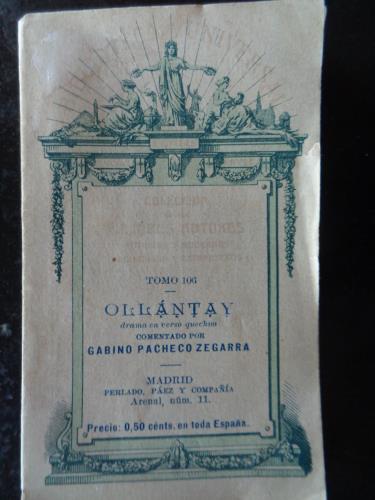 TOMO 106
OLLÁNTAY
drama en verso quechua
COMENTADO POR
GABINO PACHECO ZEGARRA
MADRID
PERLADO, PÁEZ Y COMPAÑÍA
Arenal, núm. 11.
Precio: 0,50 cénts. en toda España.